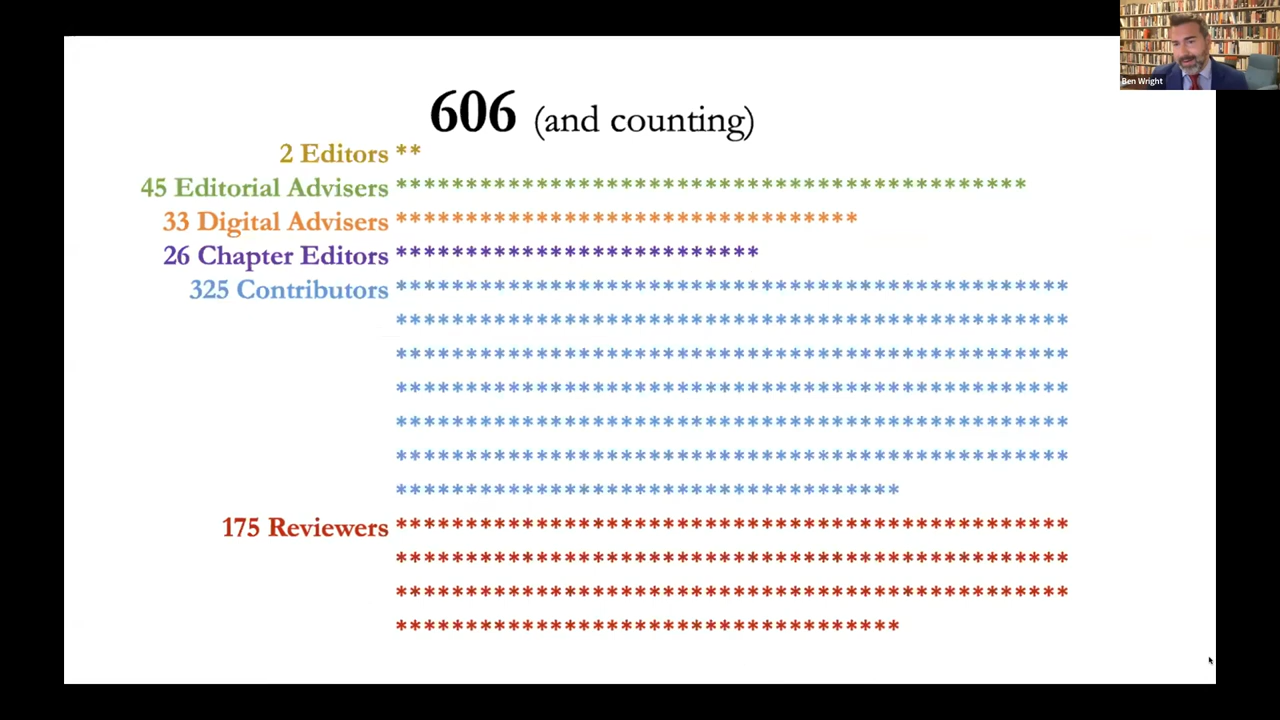 Ben Wright
606 (and counting)
2 Editors **
45 Editorial Advisers *********************************************
33 Digital Advisers *********************************
26 Chapter Editors **************************
325 Contributors ************************************************
************************************************
************************************************
************************************************
************************************************
************************************************
************************************
175 Reviewers ************************************************
************************************************
************************************************
************************************